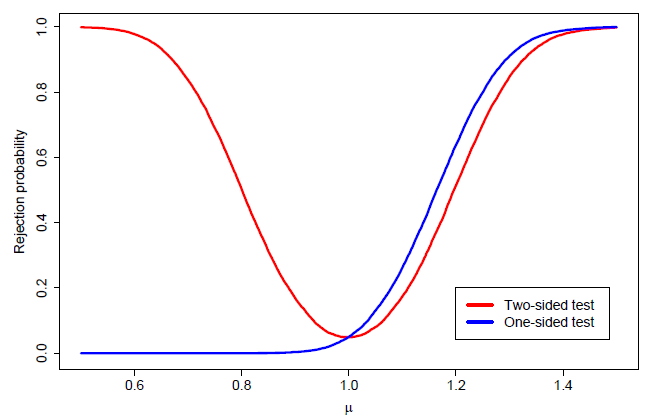 Rejection probability
1.0
0.8
0.6
0.4
0.2
0.0
Two-sided test
One-sided test
0.6 0.8 1.0 1.2 1.4
μ